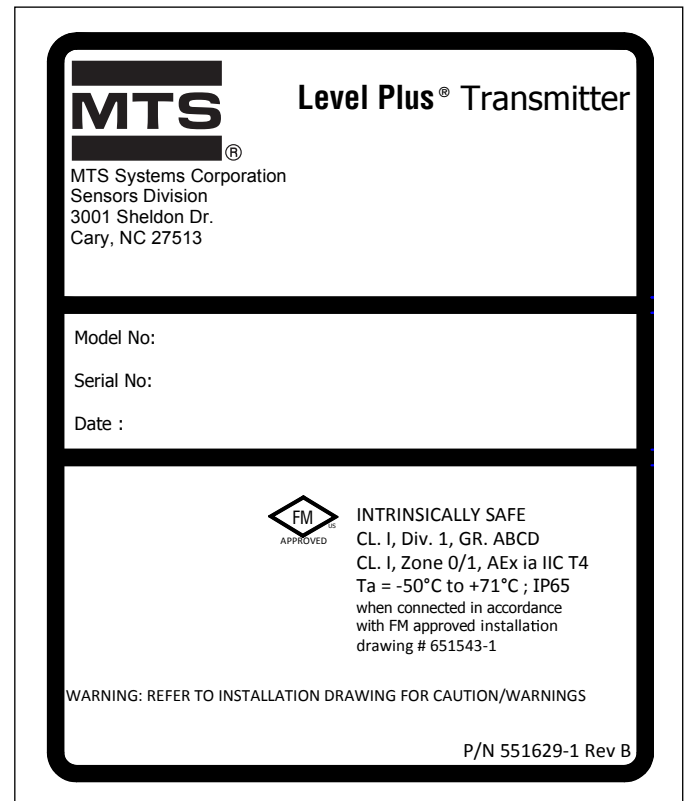 MTS
®
Level Plus® Transmitter
MTS Systems Corporation
Sensors Division
3001 Sheldon Dr.
Cary, NC 27513
Model No:
Serial No:
Date :
FM
us
APPROVED
INTRINSICALLY SAFE
CL. I, Div. 1, GR. ABCD
CL. I, Zone 0/1, AEx ia IIC T4
Ta = -50°C to +71°C ; IP65
when connected in accordance
with FM approved installation
drawing # 651543-1
WARNING: REFER TO INSTALLATION DRAWING FOR CAUTION/WARNINGS
P/N 551629-1 Rev B